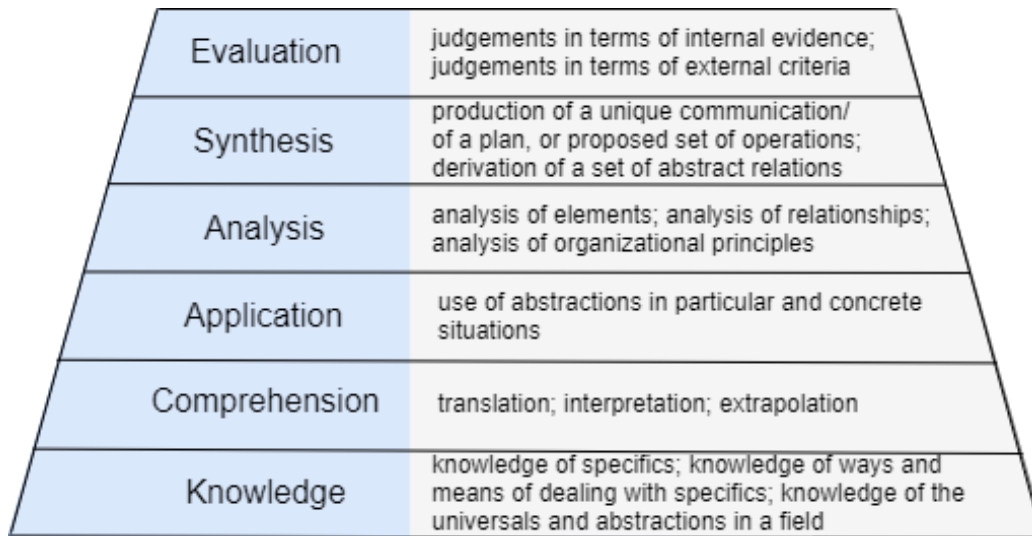 Evaluation
judgements in terms of internal evidence;
judgements in terms of external criteria
Synthesis
production of a unique communication/
of a plan, or proposed set of operations;
derivation of a set of abstract relations
Analysis
analysis of elements; analysis of relationships;
analysis of organizational principles
Application
use of abstractions in particular and concrete
situations
Comprehension
translation; interpretation; extrapolation
Knowledge
knowledge of specifics; knowledge of ways and
means of dealing with specifics; knowledge of the
universals and abstractions in a field